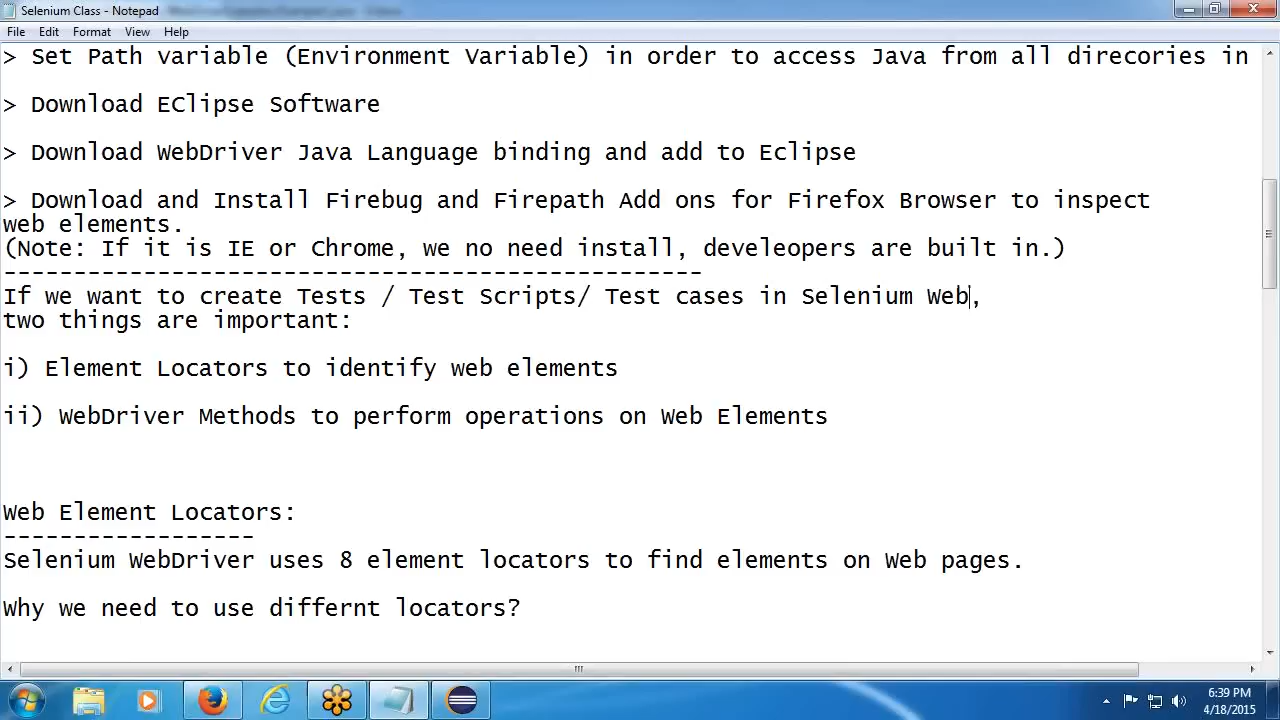 Selenium Class - Notepad
File Edit Format View Help
> Set Path variable (Environment Variable) in order to access Java from all direcories in
> Download EClipse Software
> Download WebDriver Java Language binding and add to Eclipse
> Download and Install Firebug and Firepath Add ons for Firefox Browser to inspect
web elements.
(Note: If it is IE or Chrome, we no need install, develeopers are built in.)
--------------------------------------------------
If we want to create Tests / Test Scripts/ Test cases in Selenium Web,
two things are important:
i) Element Locators to identify web elements
ii) WebDriver Methods to perform operations on Web Elements
Web Element Locators:
------------------
Selenium WebDriver uses 8 element locators to find elements on Web pages.
Why we need to use differnt locators?
6:39 PM
4/18/2015